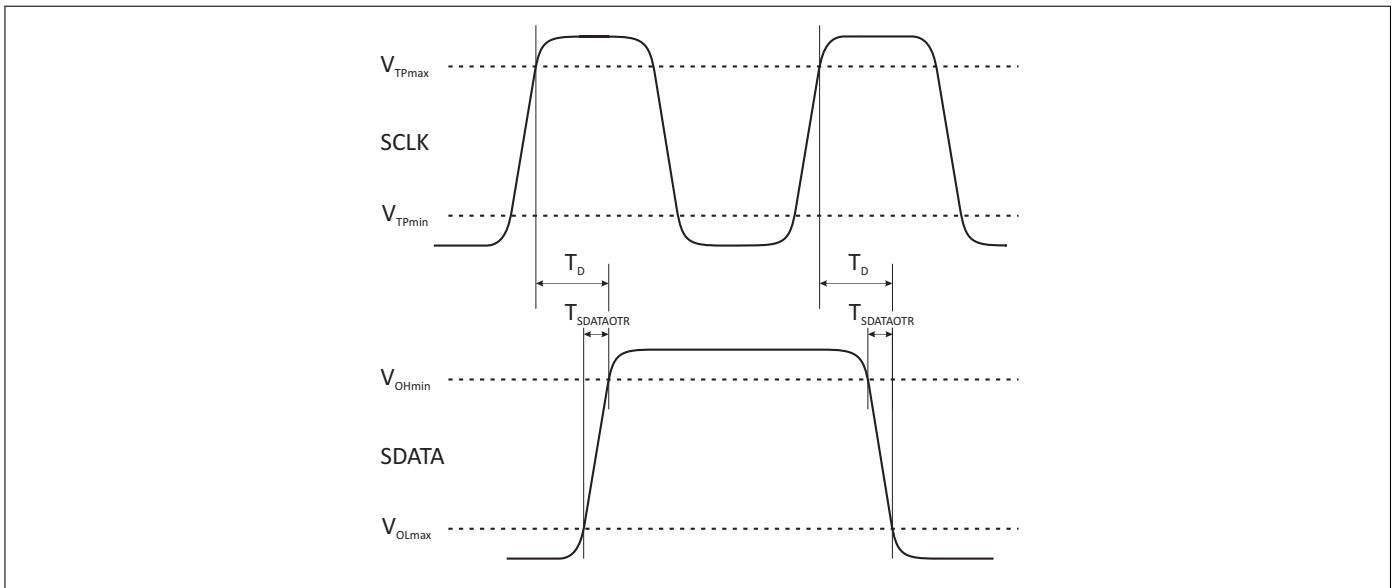 V_TPmax
SCLK
V_TPmin
T_D T_D
T_SDATAOTR T_SDATAOTR
V_OHmin
SDATA
V_OLmax